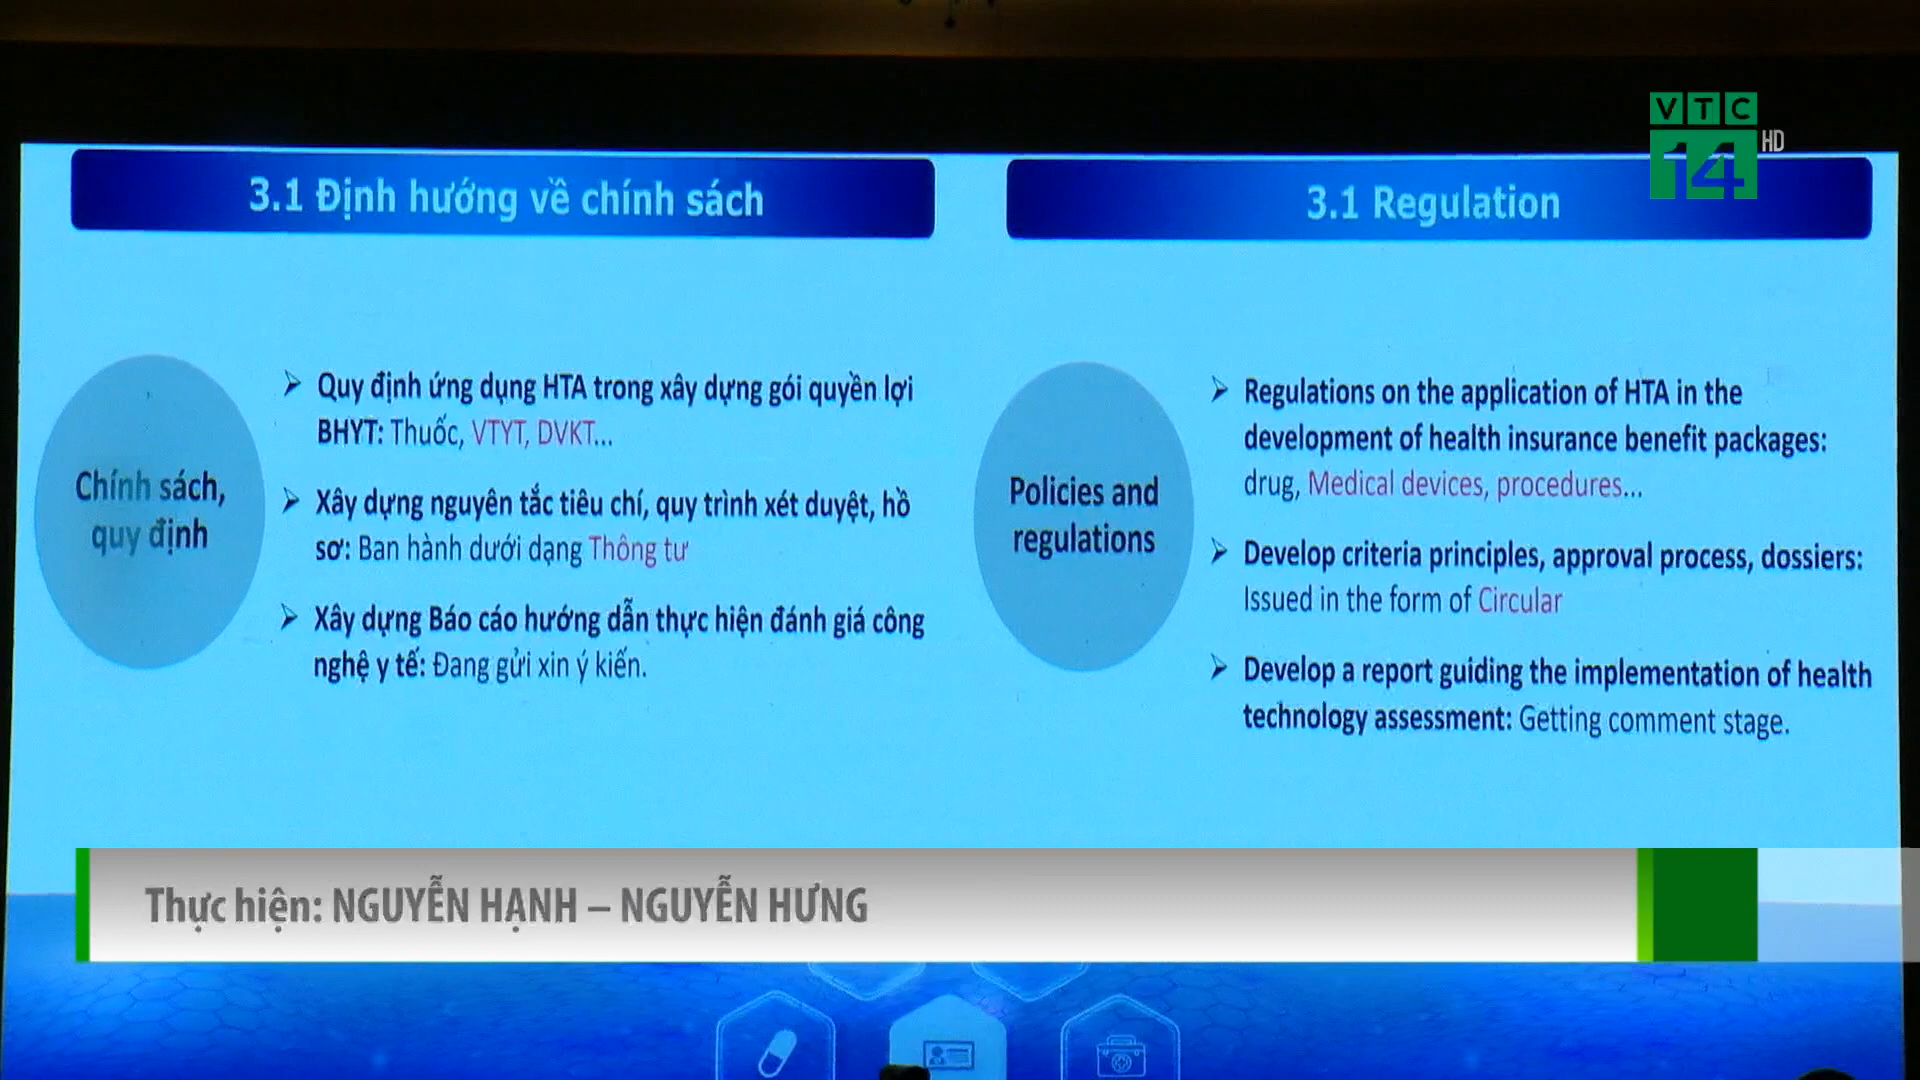 VTC
14 HD
3.1 Định hướng về chính sách
Chính sách,
quy định
➢ Quy định ứng dụng HTA trong xây dựng gói quyền lợi
BHYT: Thuốc, VTYT, DVKT...
➢ Xây dựng nguyên tắc tiêu chí, quy trình xét duyệt, hồ
sơ: Ban hành dưới dạng Thông tư
➢ Xây dựng Báo cáo hướng dẫn thực hiện đánh giá công
nghệ y tế: Đang gửi xin ý kiến.
3.1 Regulation
Policies and
regulations
➢ Regulations on the application of HTA in the
development of health insurance benefit packages:
drug, Medical devices, procedures...
➢ Develop criteria principles, approval process, dossiers:
Issued in the form of Circular
➢ Develop a report guiding the implementation of health
technology assessment: Getting comment stage.
Thực hiện: NGUYỄN HẠNH – NGUYỄN HƯNG